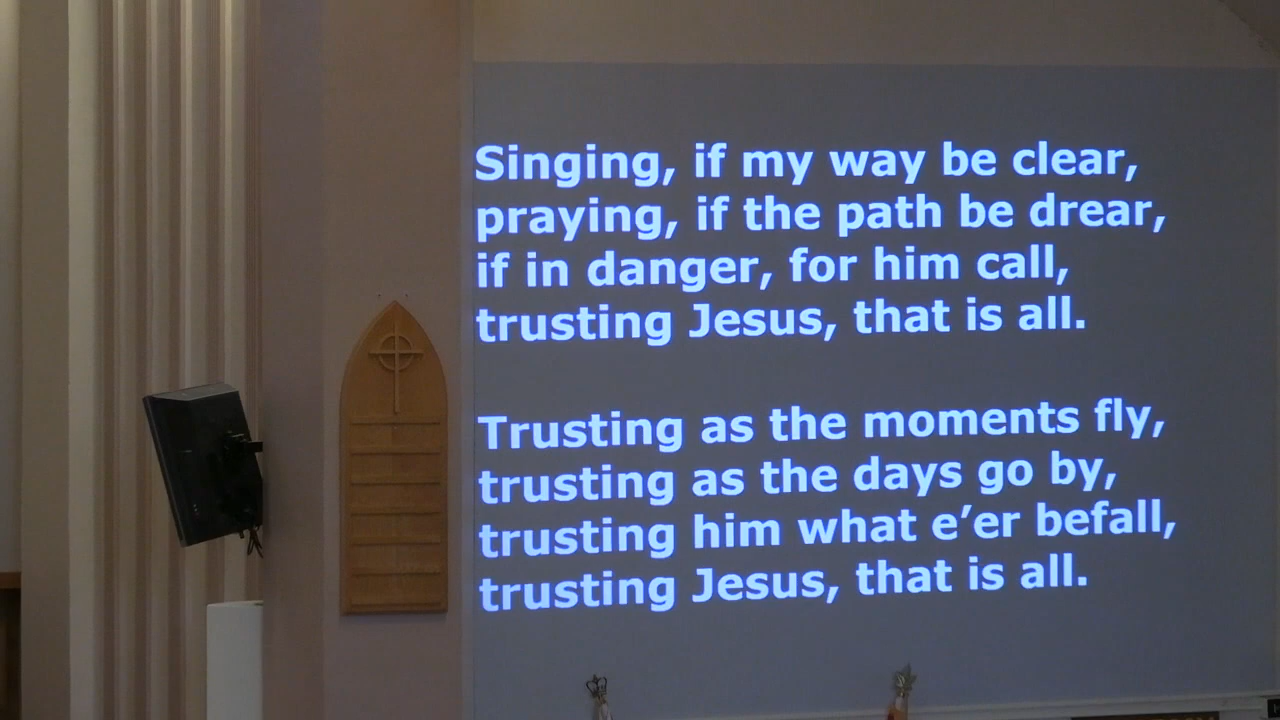 Singing, if my way be clear,
praying, if the path be drear,
if in danger, for him call,
trusting Jesus, that is all.
Trusting as the moments fly,
trusting as the days go by,
trusting him what e’er befall,
trusting Jesus, that is all.